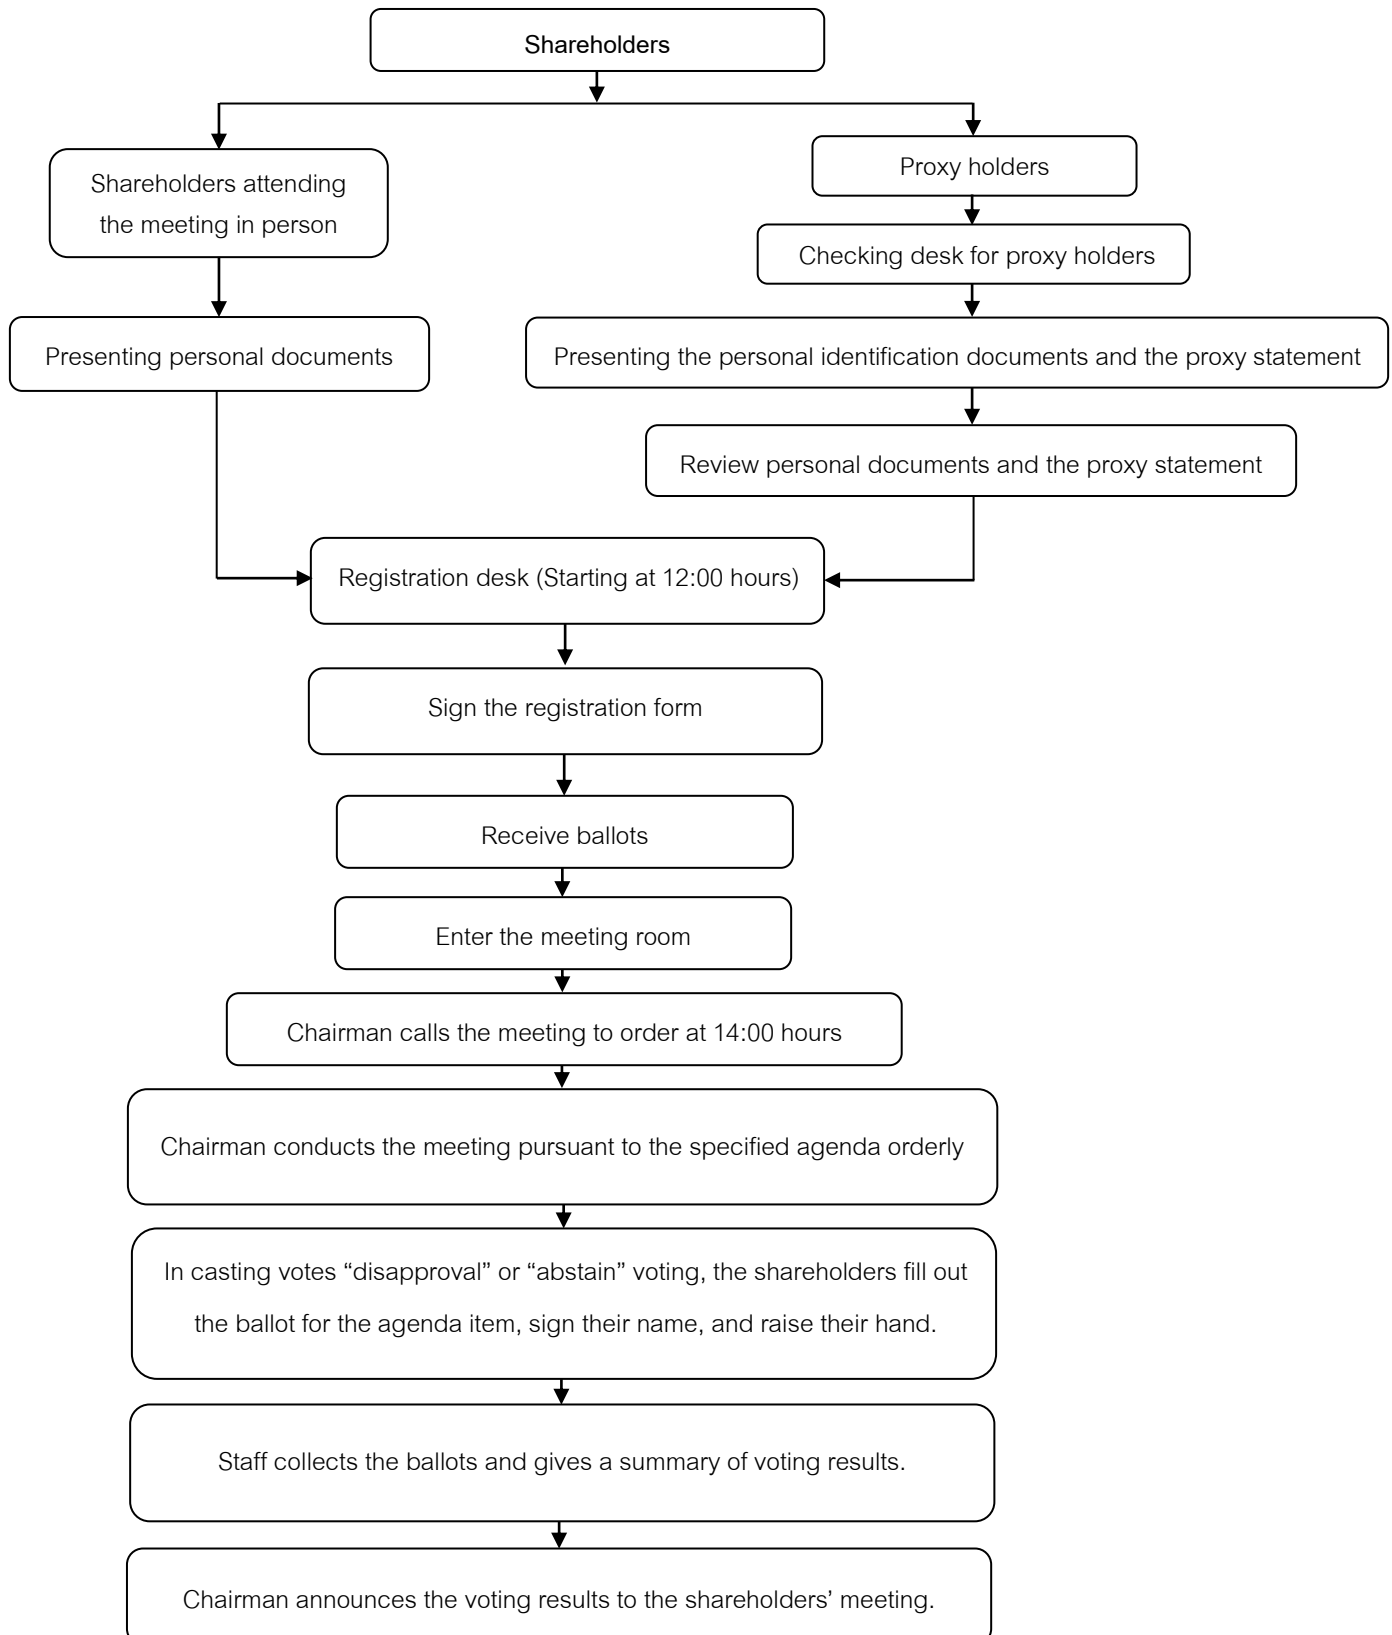 Shareholders
Proxy holders
Shareholders attending
the meeting in person
Checking desk for proxy holders
Presenting personal documents
Presenting the personal identification documents and the proxy statement
Review personal documents and the proxy statement
Registration desk (Starting at 12:00 hours)
Sign the registration form
Receive ballots
Enter the meeting room
Chairman calls the meeting to order at 14:00 hours
Chairman conducts the meeting pursuant to the specified agenda orderly
In casting votes “disapproval” or “abstain” voting, the shareholders fill out
the ballot for the agenda item, sign their name, and raise their hand.
Staff collects the ballots and gives a summary of voting results.
Chairman announces the voting results to the shareholders’ meeting.